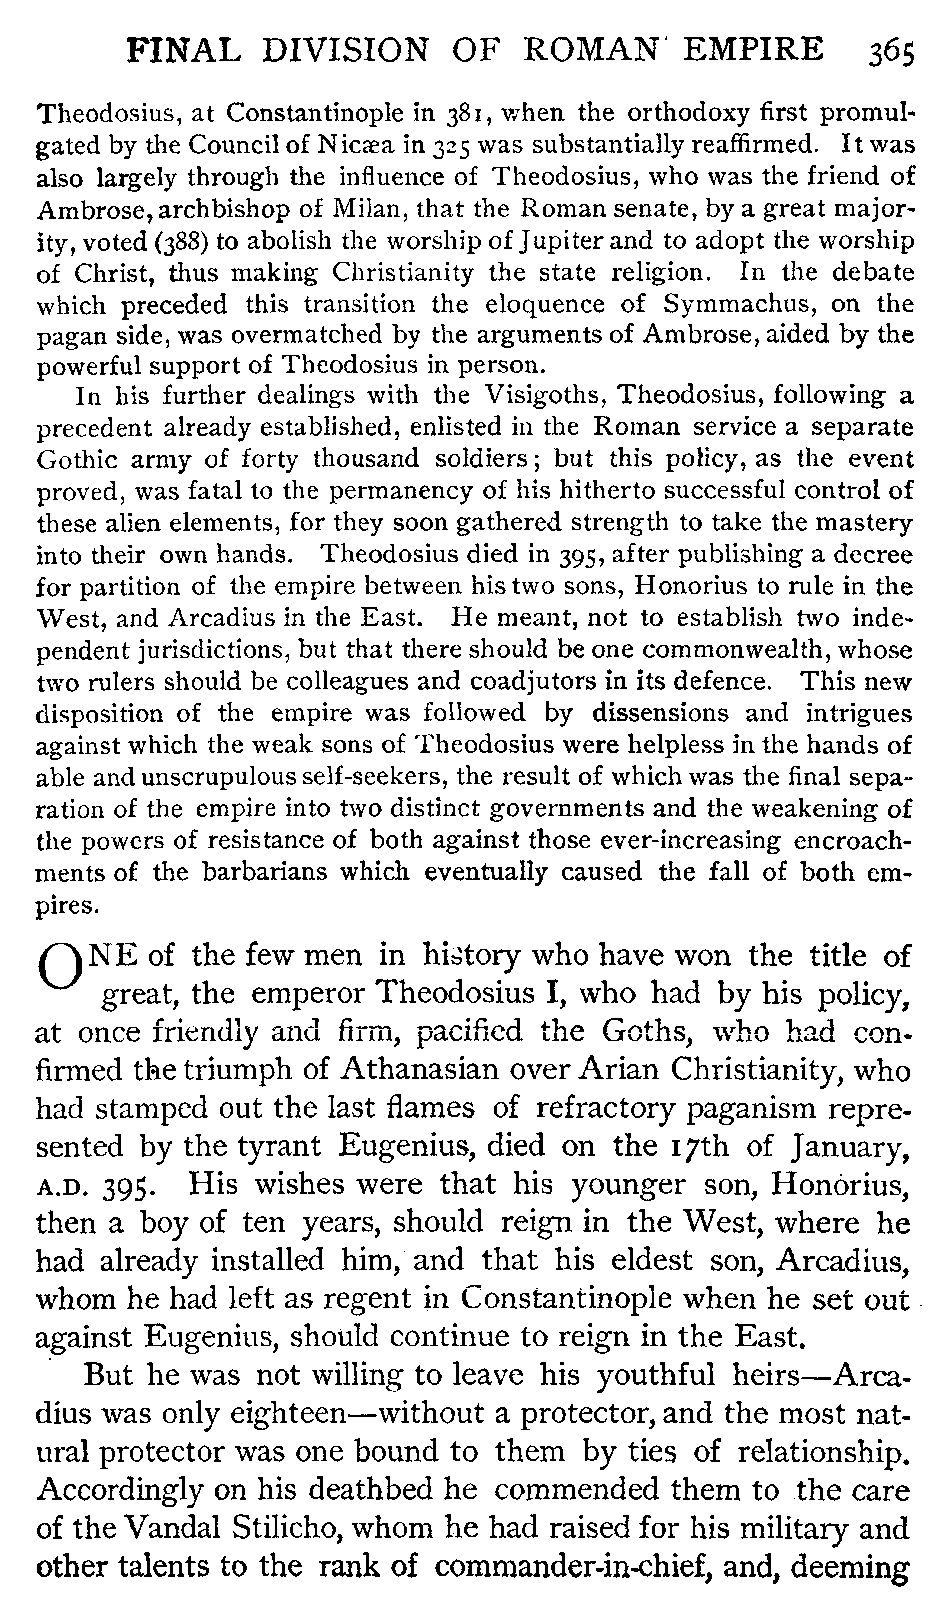 FINAL DIVISION OF ROMAN EMPIRE 365
Theodosius, at Constantinople in 381, when the orthodoxy first promul-
gated by the Council of Nicæa in 325 was substantially reaffirmed. It was
also largely through the influence of Theodosius, who was the friend of
Ambrose, archbishop of Milan, that the Roman senate, by a great major-
ity, voted (388) to abolish the worship of Jupiter and to adopt the worship
of Christ, thus making Christianity the state religion. In the debate
which preceded this transition the eloquence of Symmachus, on the
pagan side, was overmatched by the arguments of Ambrose, aided by the
powerful support of Theodosius in person.
In his further dealings with the Visigoths, Theodosius, following a
precedent already established, enlisted in the Roman service a separate
Gothic army of forty thousand soldiers; but this policy, as the event
proved, was fatal to the permanency of his hitherto successful control of
these alien elements, for they soon gathered strength to take the mastery
into their own hands. Theodosius died in 395, after publishing a decree
for partition of the empire between his two sons, Honorius to rule in the
West, and Arcadius in the East. He meant, not to establish two inde-
pendent jurisdictions, but that there should be one commonwealth, whose
two rulers should be colleagues and coadjutors in its defence. This new
disposition of the empire was followed by dissensions and intrigues
against which the weak sons of Theodosius were helpless in the hands of
able and unscrupulous self-seekers, the result of which was the final sepa-
ration of the empire into two distinct governments and the weakening of
the powers of resistance of both against those ever-increasing encroach-
ments of the barbarians which eventually caused the fall of both em-
pires.
ONE of the few men in history who have won the title of
great, the emperor Theodosius I, who had by his policy,
at once friendly and firm, pacified the Goths, who had con-
firmed the triumph of Athanasian over Arian Christianity, who
had stamped out the last flames of refractory paganism repre-
sented by the tyrant Eugenius, died on the 17th of January,
A.D. 395. His wishes were that his younger son, Honorius,
then a boy of ten years, should reign in the West, where he
had already installed him, and that his eldest son, Arcadius,
whom he had left as regent in Constantinople when he set out
against Eugenius, should continue to reign in the East.
But he was not willing to leave his youthful heirs—Arca-
dius was only eighteen—without a protector, and the most nat-
ural protector was one bound to them by ties of relationship.
Accordingly on his deathbed he commended them to the care
of the Vandal Stilicho, whom he had raised for his military and
other talents to the rank of commander-in-chief, and, deeming